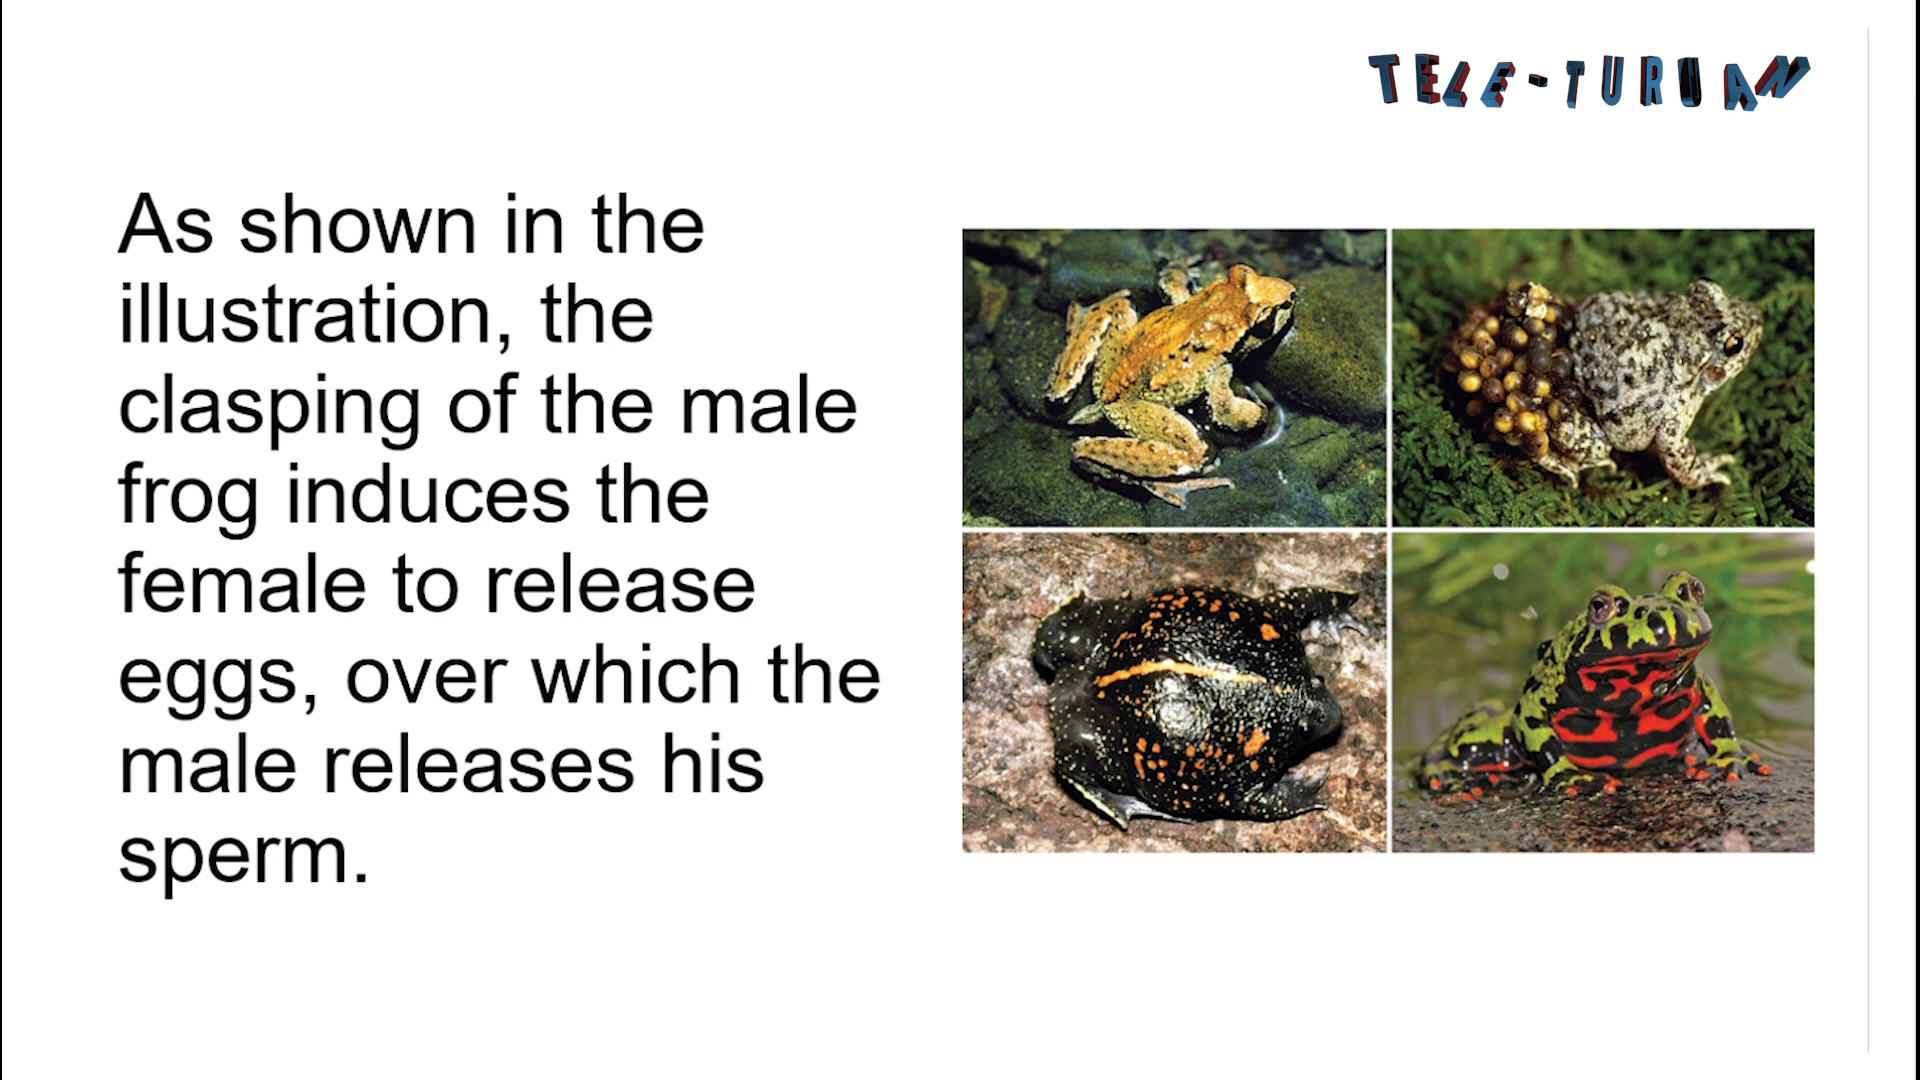 TELE-TURUAN
As shown in the
illustration, the
clasping of the male
frog induces the
female to release
eggs, over which the
male releases his
sperm.